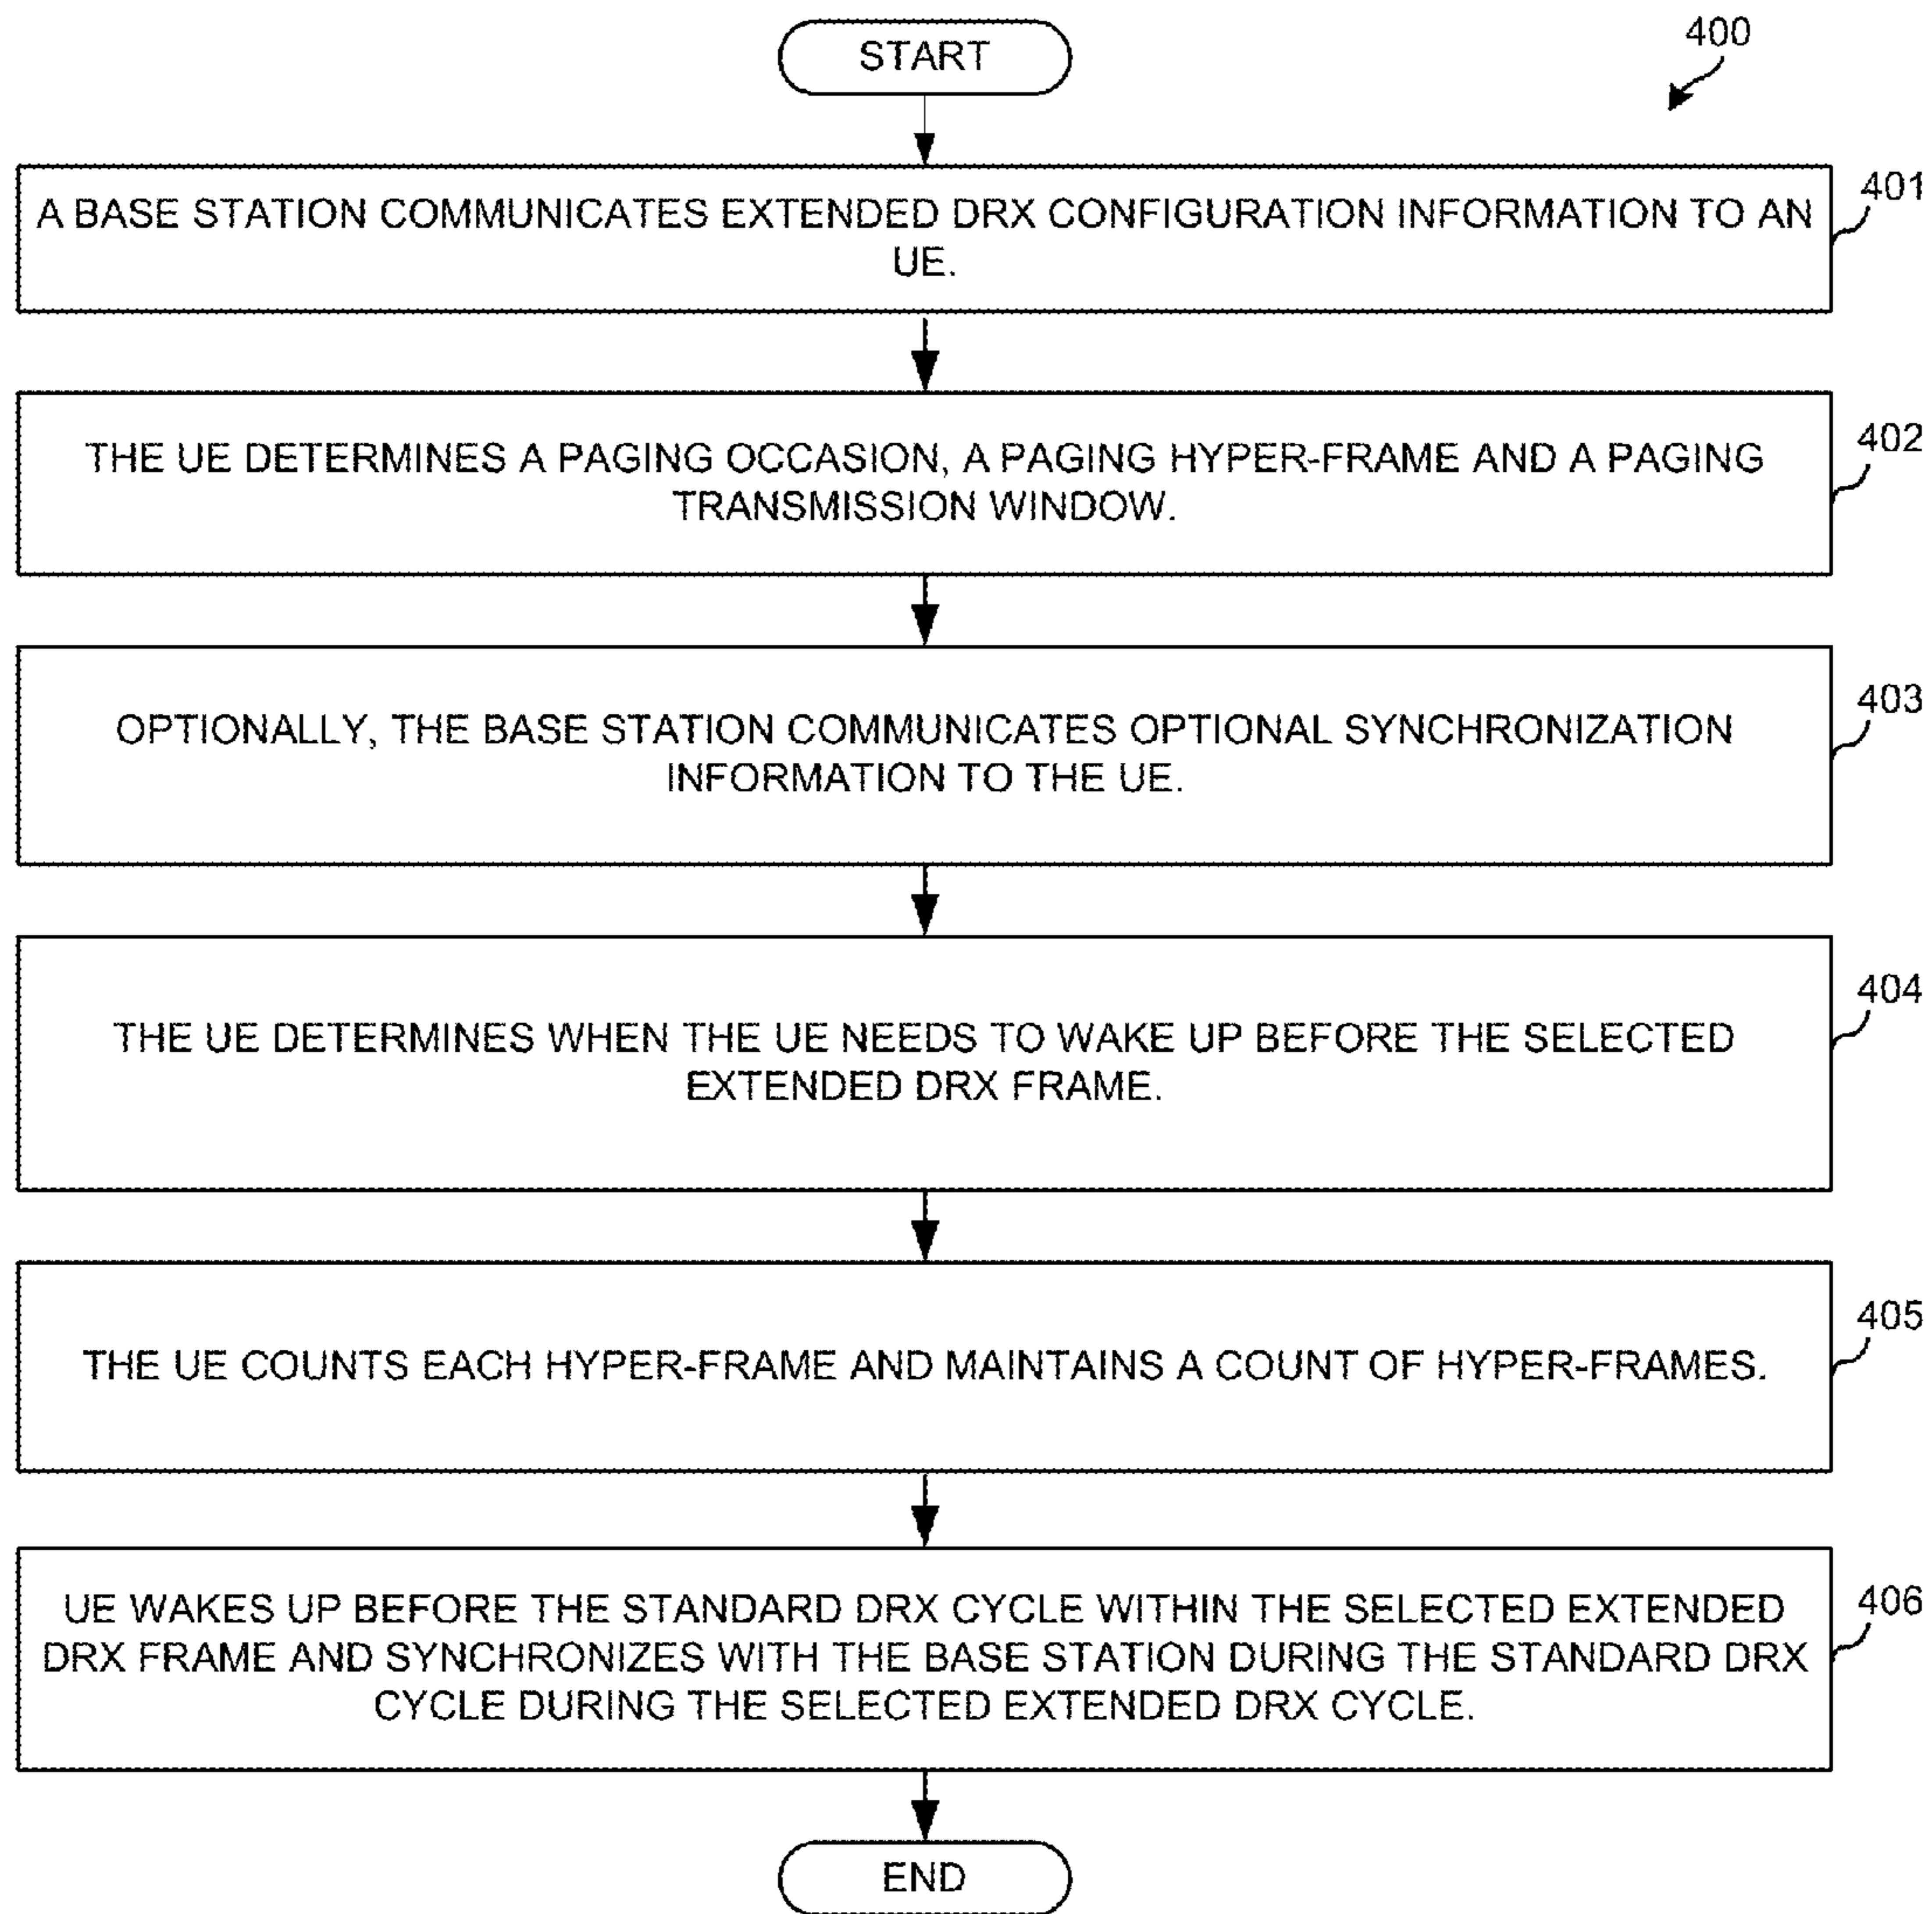 START
400
A BASE STATION COMMUNICATES EXTENDED DRX CONFIGURATION INFORMATION TO AN
UE.
401
THE UE DETERMINES A PAGING OCCASION, A PAGING HYPER-FRAME AND A PAGING
TRANSMISSION WINDOW.
402
OPTIONALLY, THE BASE STATION COMMUNICATES OPTIONAL SYNCHRONIZATION
INFORMATION TO THE UE.
403
THE UE DETERMINES WHEN THE UE NEEDS TO WAKE UP BEFORE THE SELECTED
EXTENDED DRX FRAME.
404
THE UE COUNTS EACH HYPER-FRAME AND MAINTAINS A COUNT OF HYPER-FRAMES.
405
UE WAKES UP BEFORE THE STANDARD DRX CYCLE WITHIN THE SELECTED EXTENDED
DRX FRAME AND SYNCHRONIZES WITH THE BASE STATION DURING THE STANDARD DRX
CYCLE DURING THE SELECTED EXTENDED DRX CYCLE.
406
END